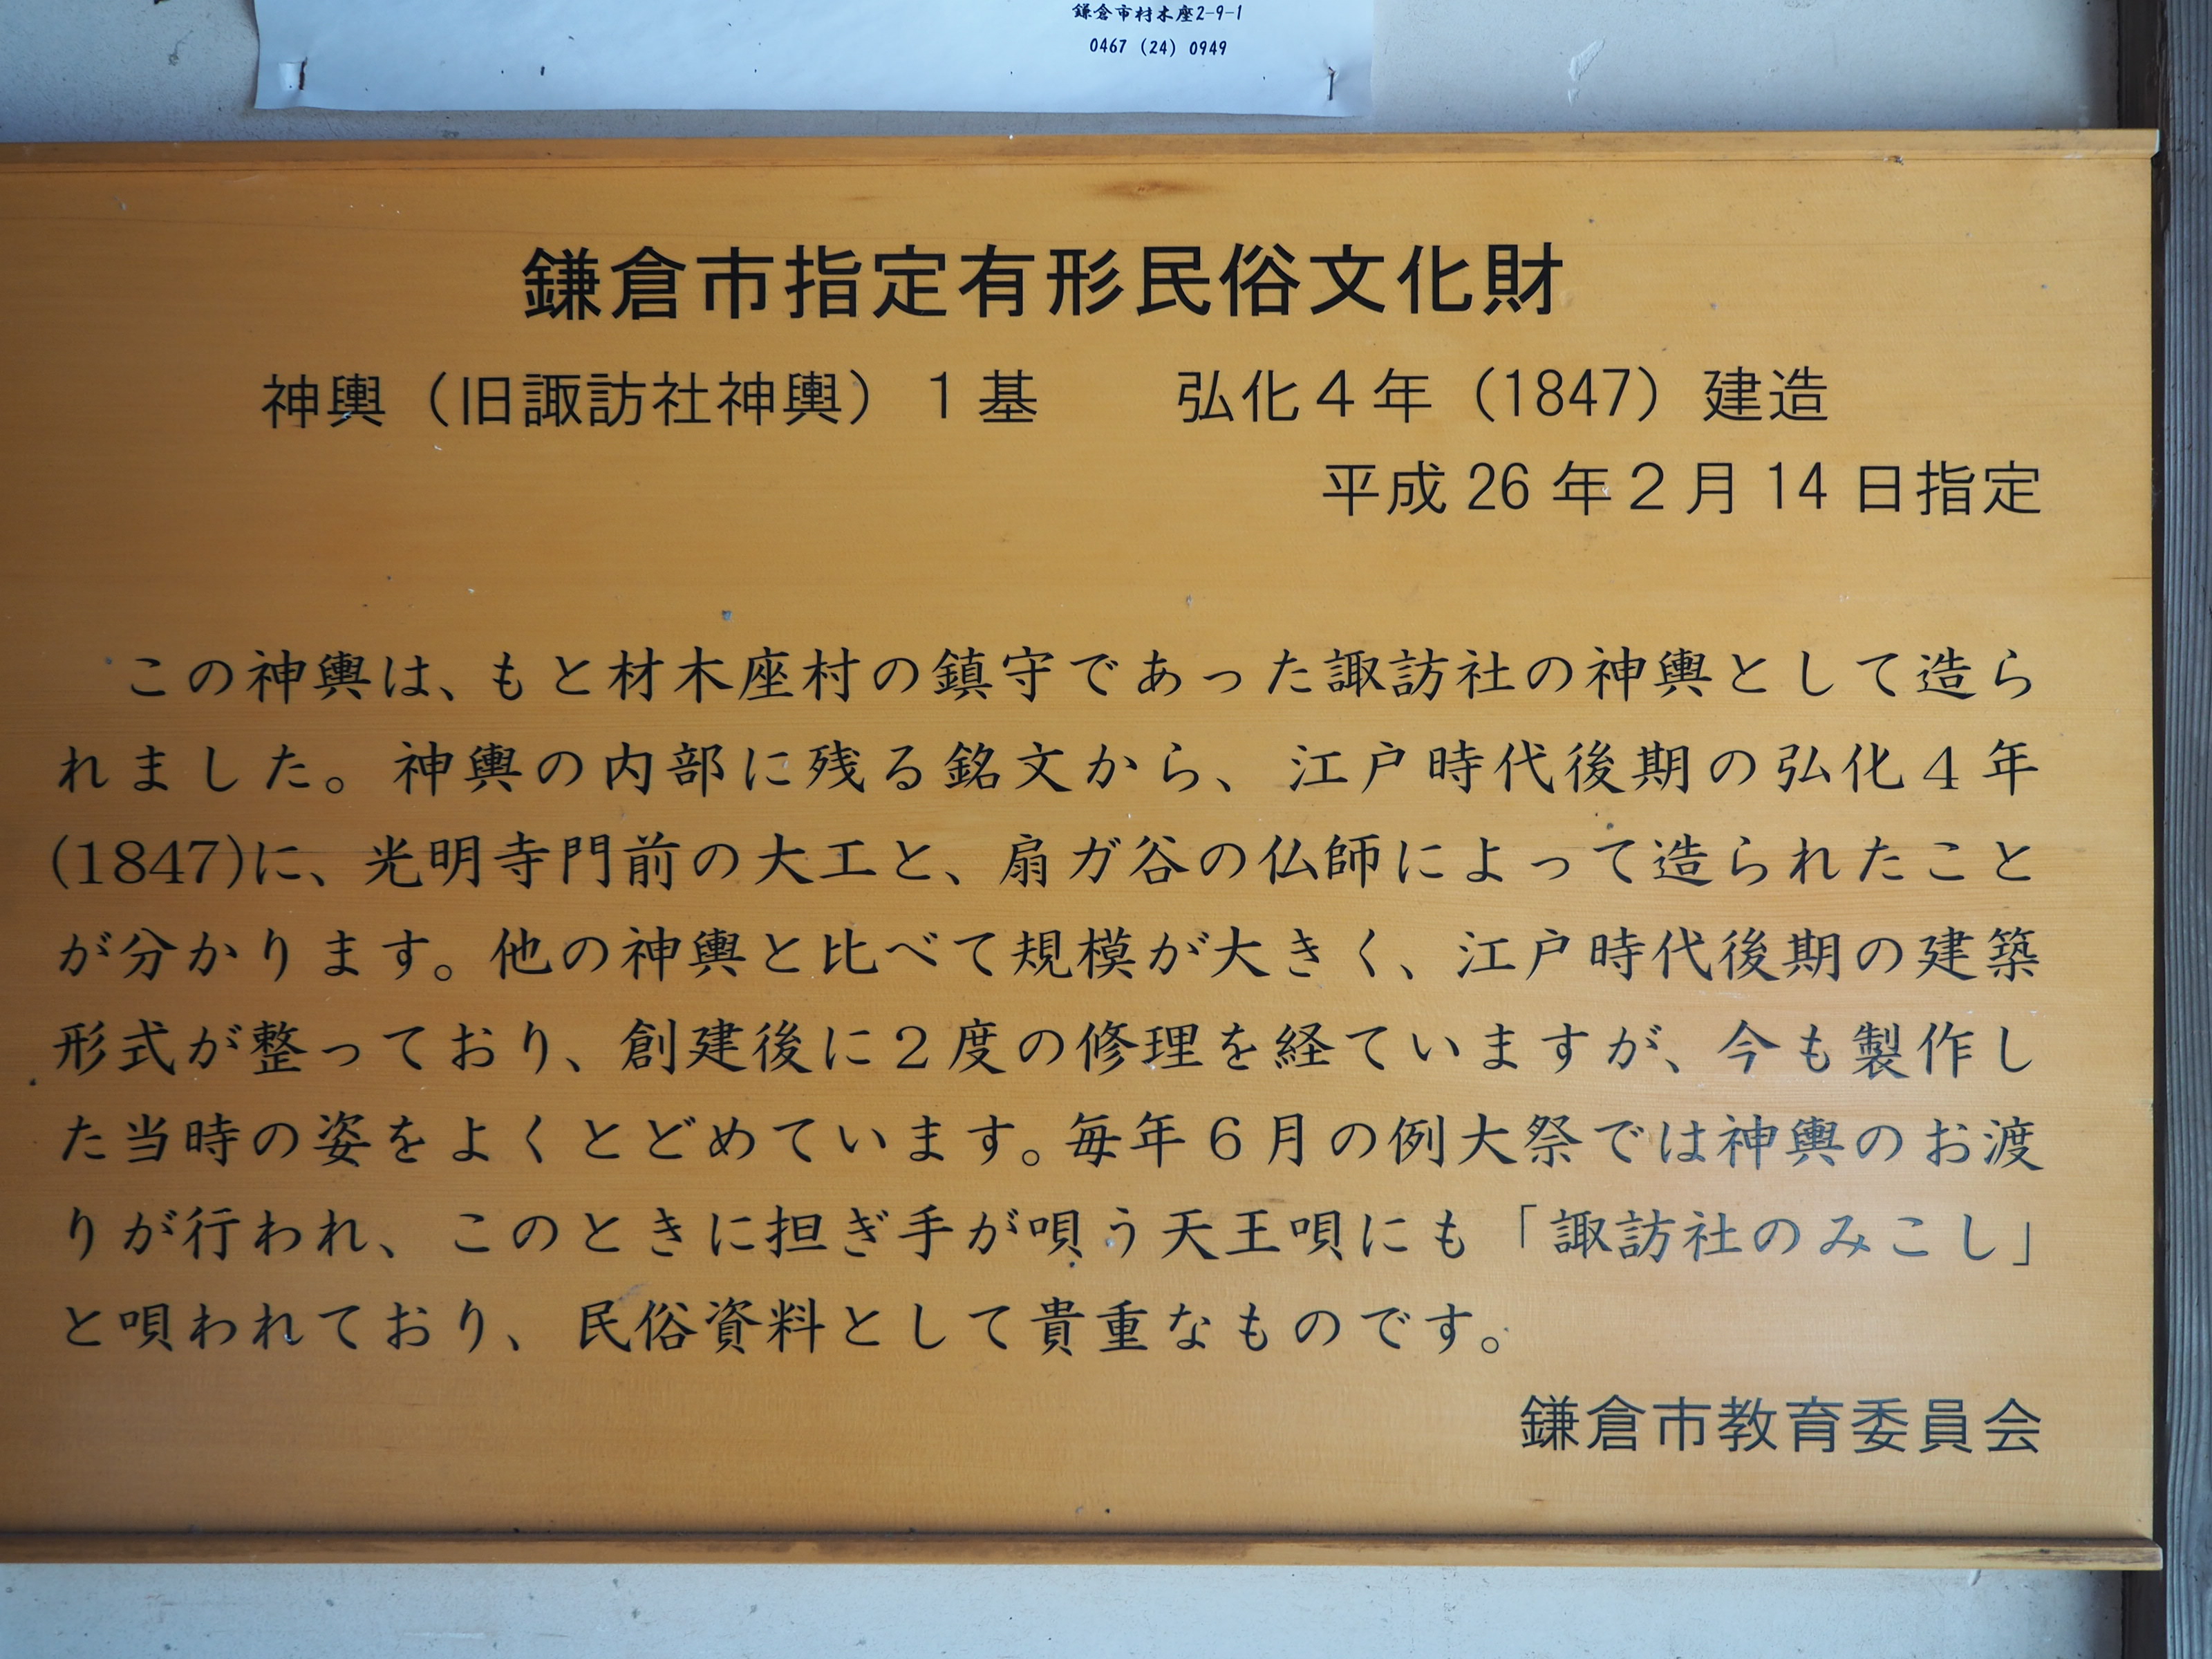 鎌倉市材木座2-9-1
0467 (24) 0949
鎌倉市指定有形民俗文化財
神輿（旧諏訪社神輿）１基　　弘化４年（1847）建造
平成 26 年２月 14 日指定
この神輿は、もと材木座村の鎮守であった諏訪社の神輿として造ら
れました。神輿の内部に残る銘文から、江戸時代後期の弘化４年
(1847)に、光明寺門前の大工と、扇ガ谷の仏師によって造られたこと
が分かります。他の神輿と比べて規模が大きく、江戸時代後期の建築
形式が整っており、創建後に２度の修理を経ていますが、今も製作し
た当時の姿をよくとどめています。毎年６月の例大祭では神輿のお渡
りが行われ、このときに担ぎ手が唄う天王唄にも「諏訪社のみこし」
と唄われており、民俗資料として貴重なものです。
鎌倉市教育委員会